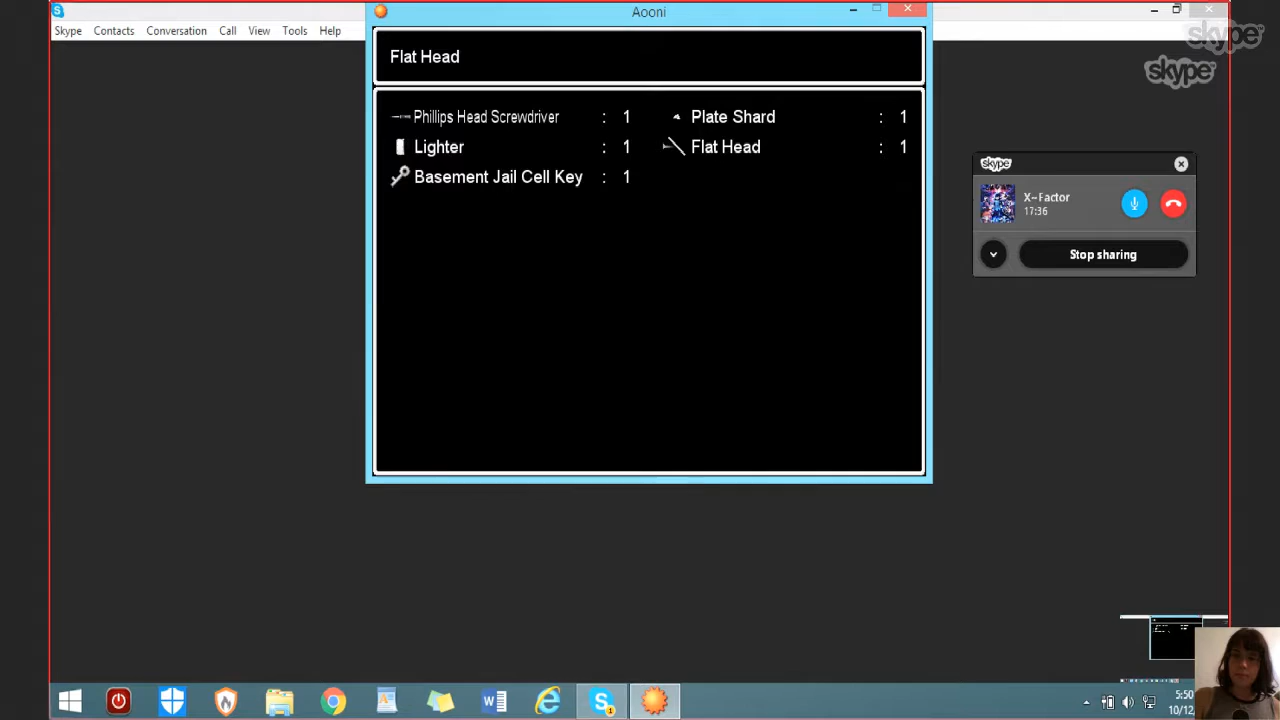 Aooni
skype
Skype Contacts Conversation Call View Tools Help
Flat Head
skype
Phillips Head Screwdriver : 1 Plate Shard : 1
Lighter : 1 Flat Head : 1
Basement Jail Cell Key : 1
skype
X~Factor
17:36
Stop sharing
5:50
10/12,